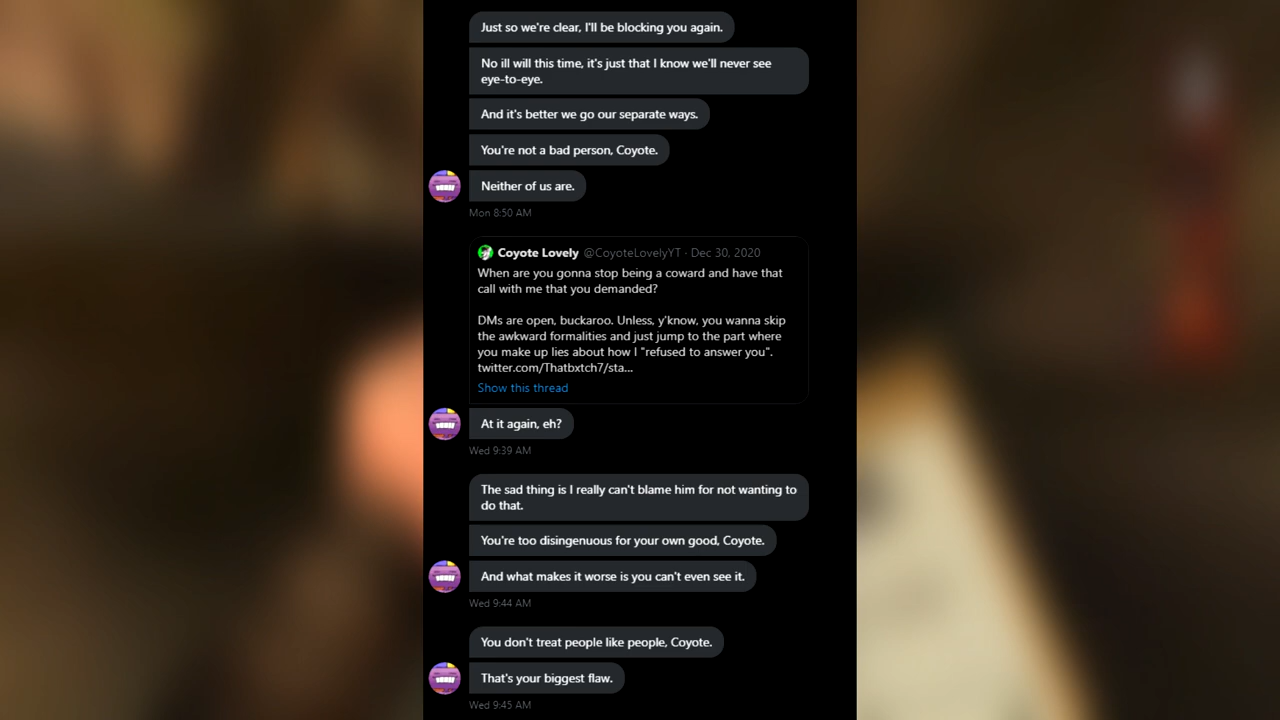 Just so we're clear, I'll be blocking you again.
No ill will this time, it's just that I know we'll never see
eye-to-eye.
And it's better we go our separate ways.
You're not a bad person, Coyote.
Neither of us are.
Mon 8:50 AM
Coyote Lovely @CoyoteLovelyYT · Dec 30, 2020
When are you gonna stop being a coward and have that
call with me that you demanded?
DMs are open, buckaroo. Unless, y'know, you wanna skip
the awkward formalities and just jump to the part where
you make up lies about how I "refused to answer you".
twitter.com/Thatbxtch7/sta...
Show this thread
At it again, eh?
Wed 9:39 AM
The sad thing is I really can't blame him for not wanting to
do that.
You're too disingenuous for your own good, Coyote.
And what makes it worse is you can't even see it.
Wed 9:44 AM
You don't treat people like people, Coyote.
That's your biggest flaw.
Wed 9:45 AM